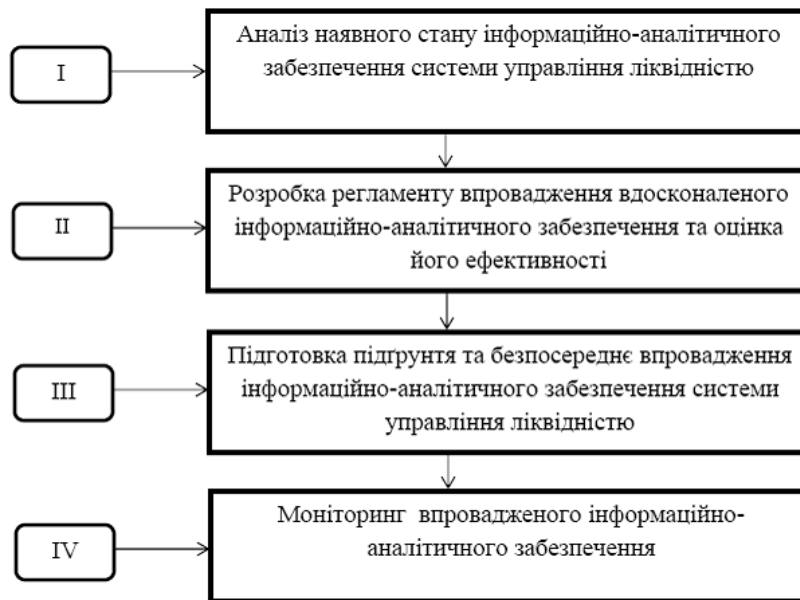 I
Аналіз наявного стану інформаційно-аналітичного
забезпечення системи управління ліквідністю
II
Розробка регламенту впровадження вдосконаленого
інформаційно-аналітичного забезпечення та оцінка
його ефективності
III
Підготовка підґрунтя та безпосереднє впровадження
інформаційно-аналітичного забезпечення системи
управління ліквідністю
IV
Моніторинг впровадженого інформаційно-
аналітичного забезпечення